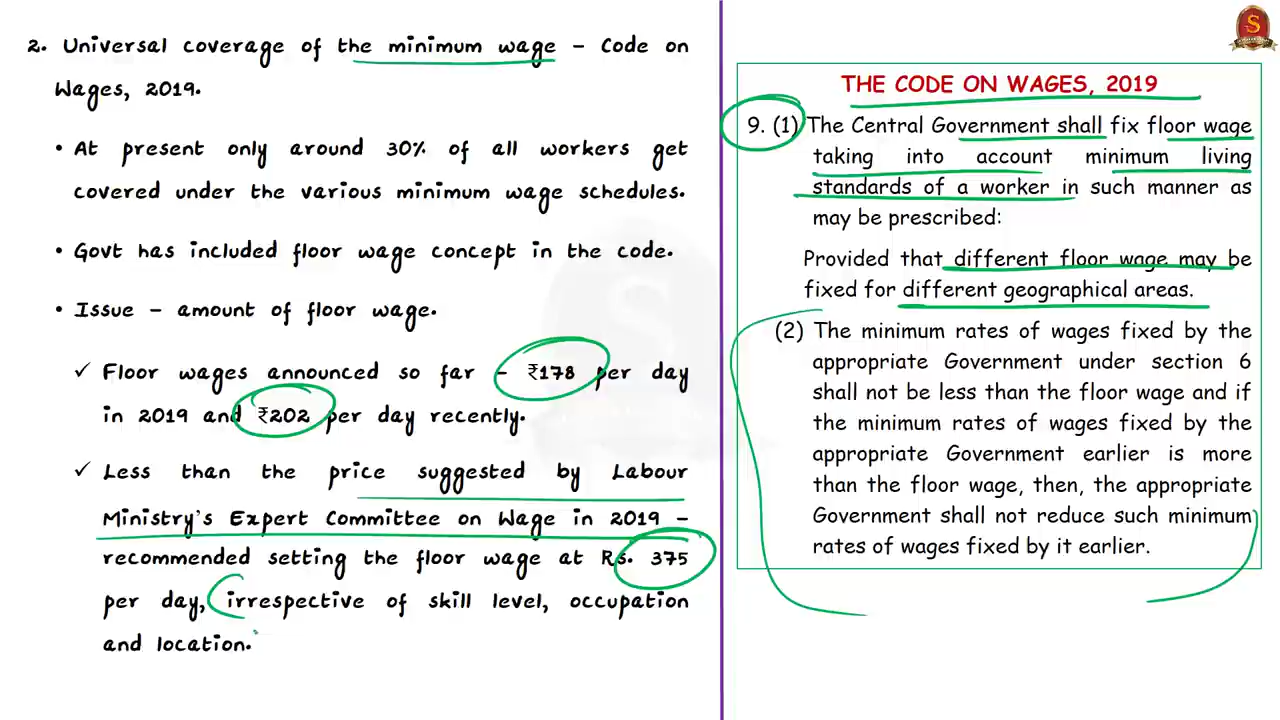 2. Universal coverage of the minimum wage – Code on
Wages, 2019.
• At present only around 30% of all workers get
covered under the various minimum wage schedules.
• Govt has included floor wage concept in the code.
• Issue – amount of floor wage.
✓ Floor wages announced so far – ₹178 per day
in 2019 and ₹202 per day recently.
✓ Less than the price suggested by Labour
Ministry's Expert Committee on Wage in 2019 –
recommended setting the floor wage at Rs. 375
per day, irrespective of skill level, occupation
and location.
THE CODE ON WAGES, 2019
9. (1) The Central Government shall fix floor wage
taking into account minimum living
standards of a worker in such manner as
may be prescribed:
Provided that different floor wage may be
fixed for different geographical areas.
(2) The minimum rates of wages fixed by the
appropriate Government under section 6
shall not be less than the floor wage and if
the minimum rates of wages fixed by the
appropriate Government earlier is more
than the floor wage, then, the appropriate
Government shall not reduce such minimum
rates of wages fixed by it earlier.